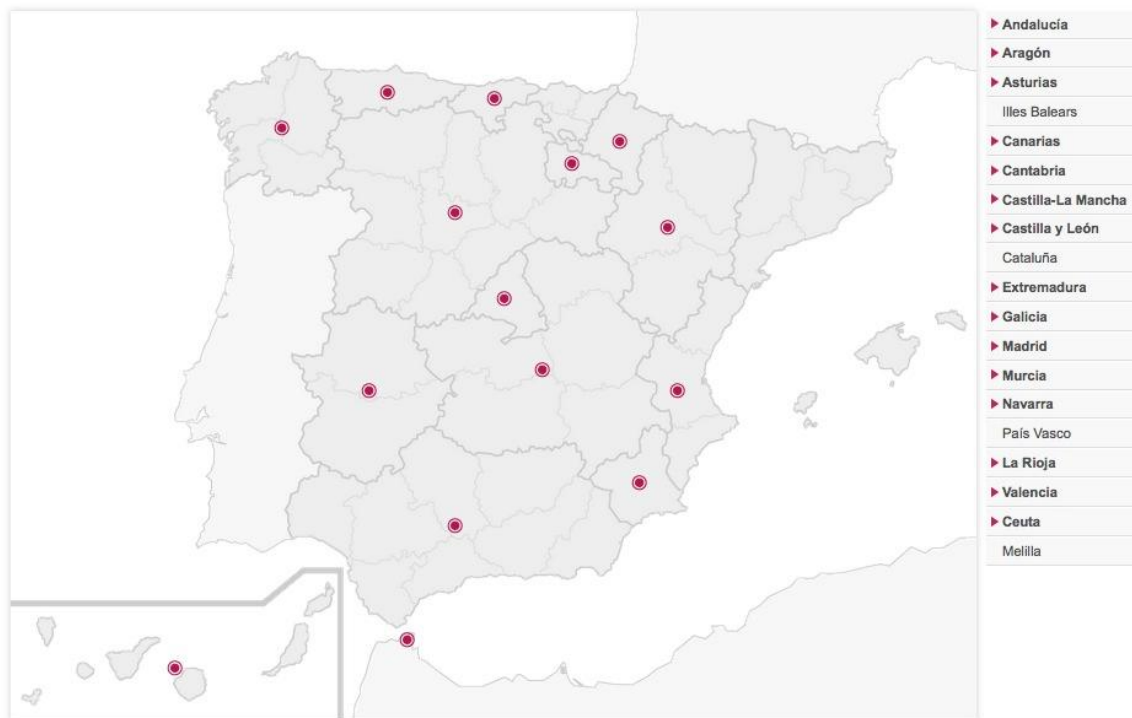 Andalucía
Aragón
Asturias
Illes Balears
Canarias
Cantabria
Castilla-La Mancha
Castilla y León
Cataluña
Extremadura
Galicia
Madrid
Murcia
Navarra
País Vasco
La Rioja
Valencia
Ceuta
Melilla